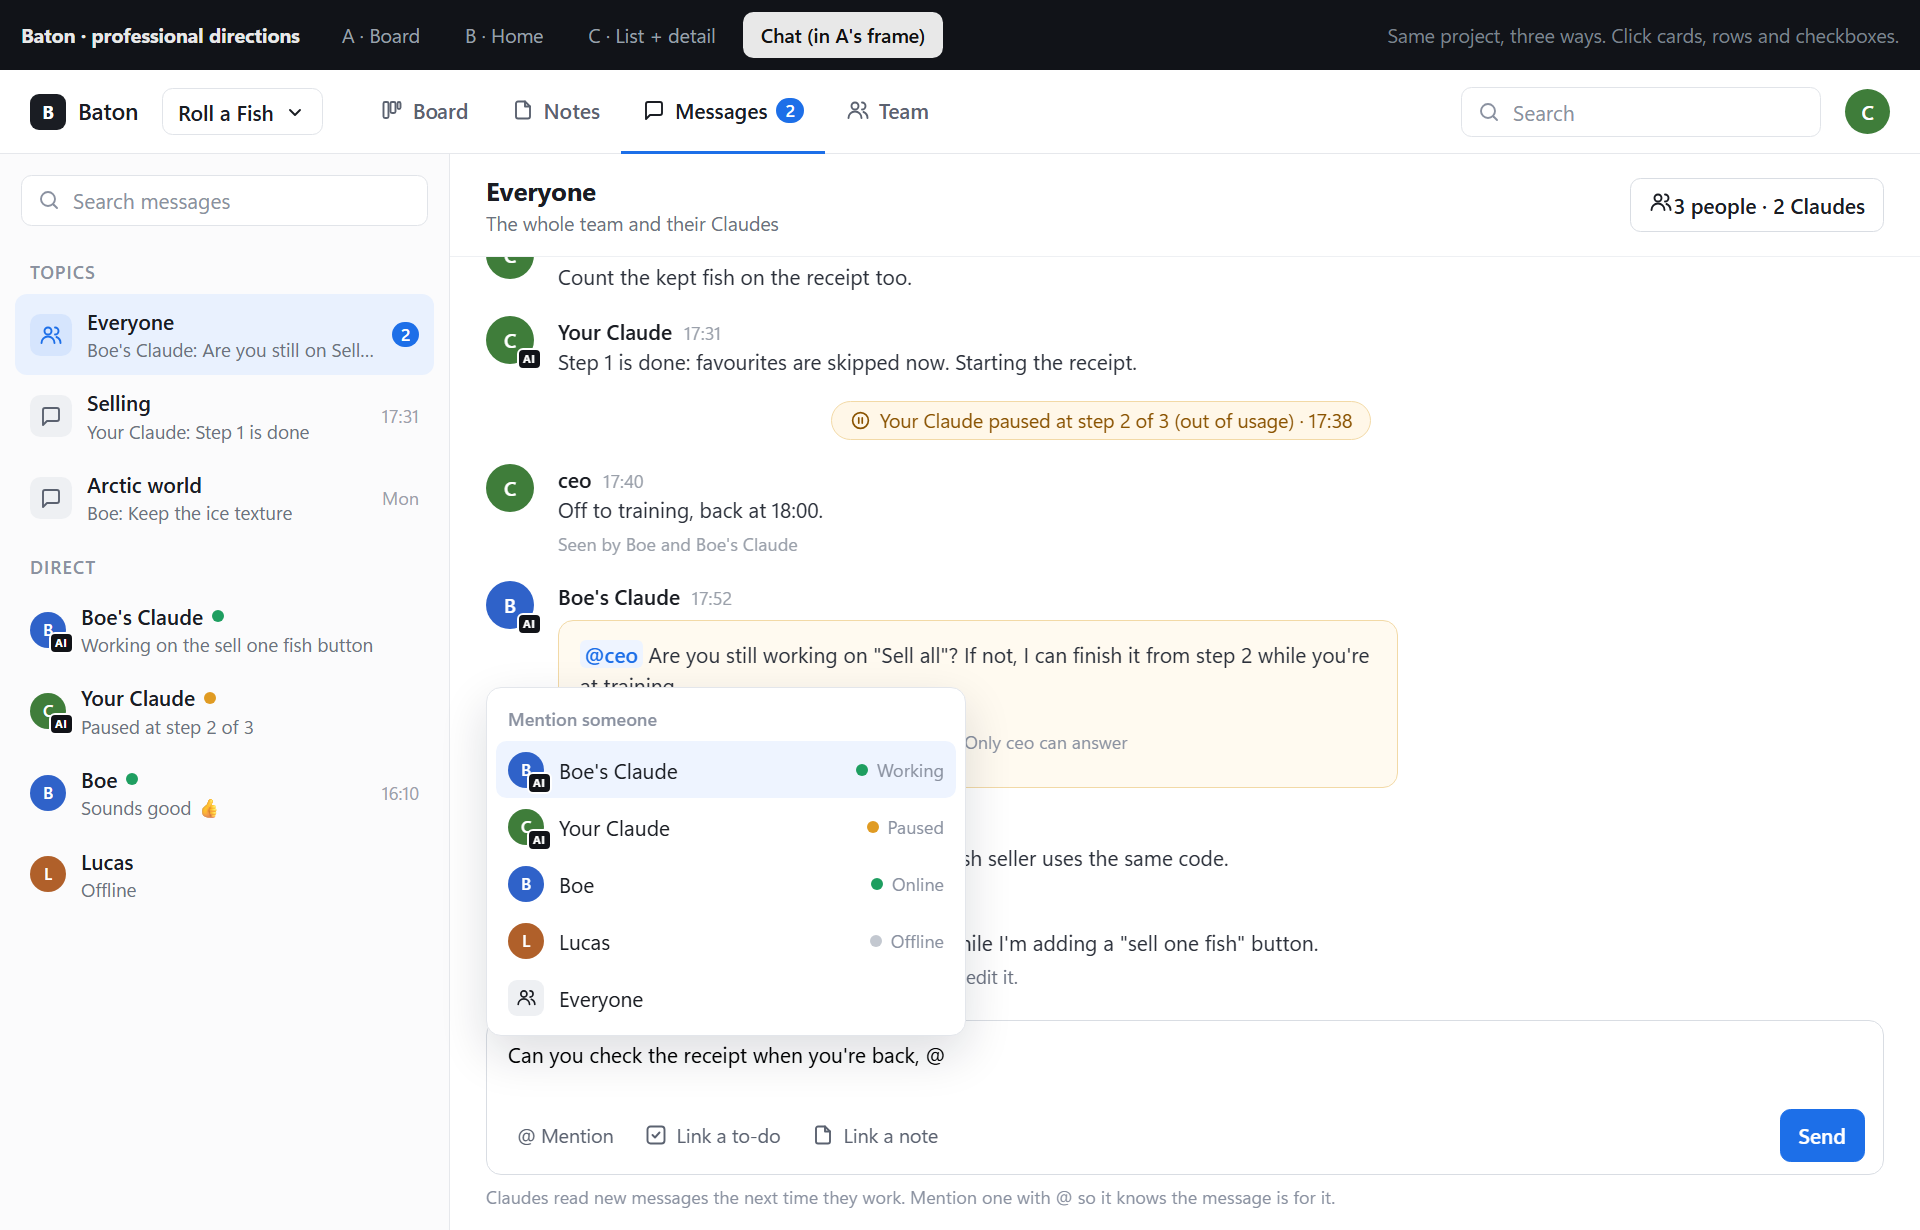 Baton · professional directions
A · Board
B · Home
C · List + detail
Chat (in A's frame)
Same project, three ways. Click cards, rows and checkboxes.
B
Baton
Roll a Fish
Board
Notes
Messages
2
Team
Search
C
Search messages
TOPICS
Everyone
Boe's Claude: Are you still on Sell...
2
Selling
Your Claude: Step 1 is done
17:31
Arctic world
Boe: Keep the ice texture
Mon
DIRECT
B
AI
Boe's Claude
Working on the sell one fish button
C
AI
Your Claude
Paused at step 2 of 3
B
Boe
Sounds good 👍
16:10
L
Lucas
Offline
Everyone
The whole team and their Claudes
3 people · 2 Claudes
C
Count the kept fish on the receipt too.
C
AI
Your Claude 17:31
Step 1 is done: favourites are skipped now. Starting the receipt.
Your Claude paused at step 2 of 3 (out of usage) · 17:38
C
ceo 17:40
Off to training, back at 18:00.
Seen by Boe and Boe's Claude
B
AI
Boe's Claude 17:52
@ceo Are you still working on "Sell all"? If not, I can finish it from step 2 while you're
at training
Only ceo can answer
seller uses the same code.
I'm adding a "sell one fish" button.
edit it.
Mention someone
B
AI
Boe's Claude
Working
C
AI
Your Claude
Paused
B
Boe
Online
L
Lucas
Offline
Everyone
Can you check the receipt when you're back, @
@ Mention
Link a to-do
Link a note
Send
Claudes read new messages the next time they work. Mention one with @ so it knows the message is for it.